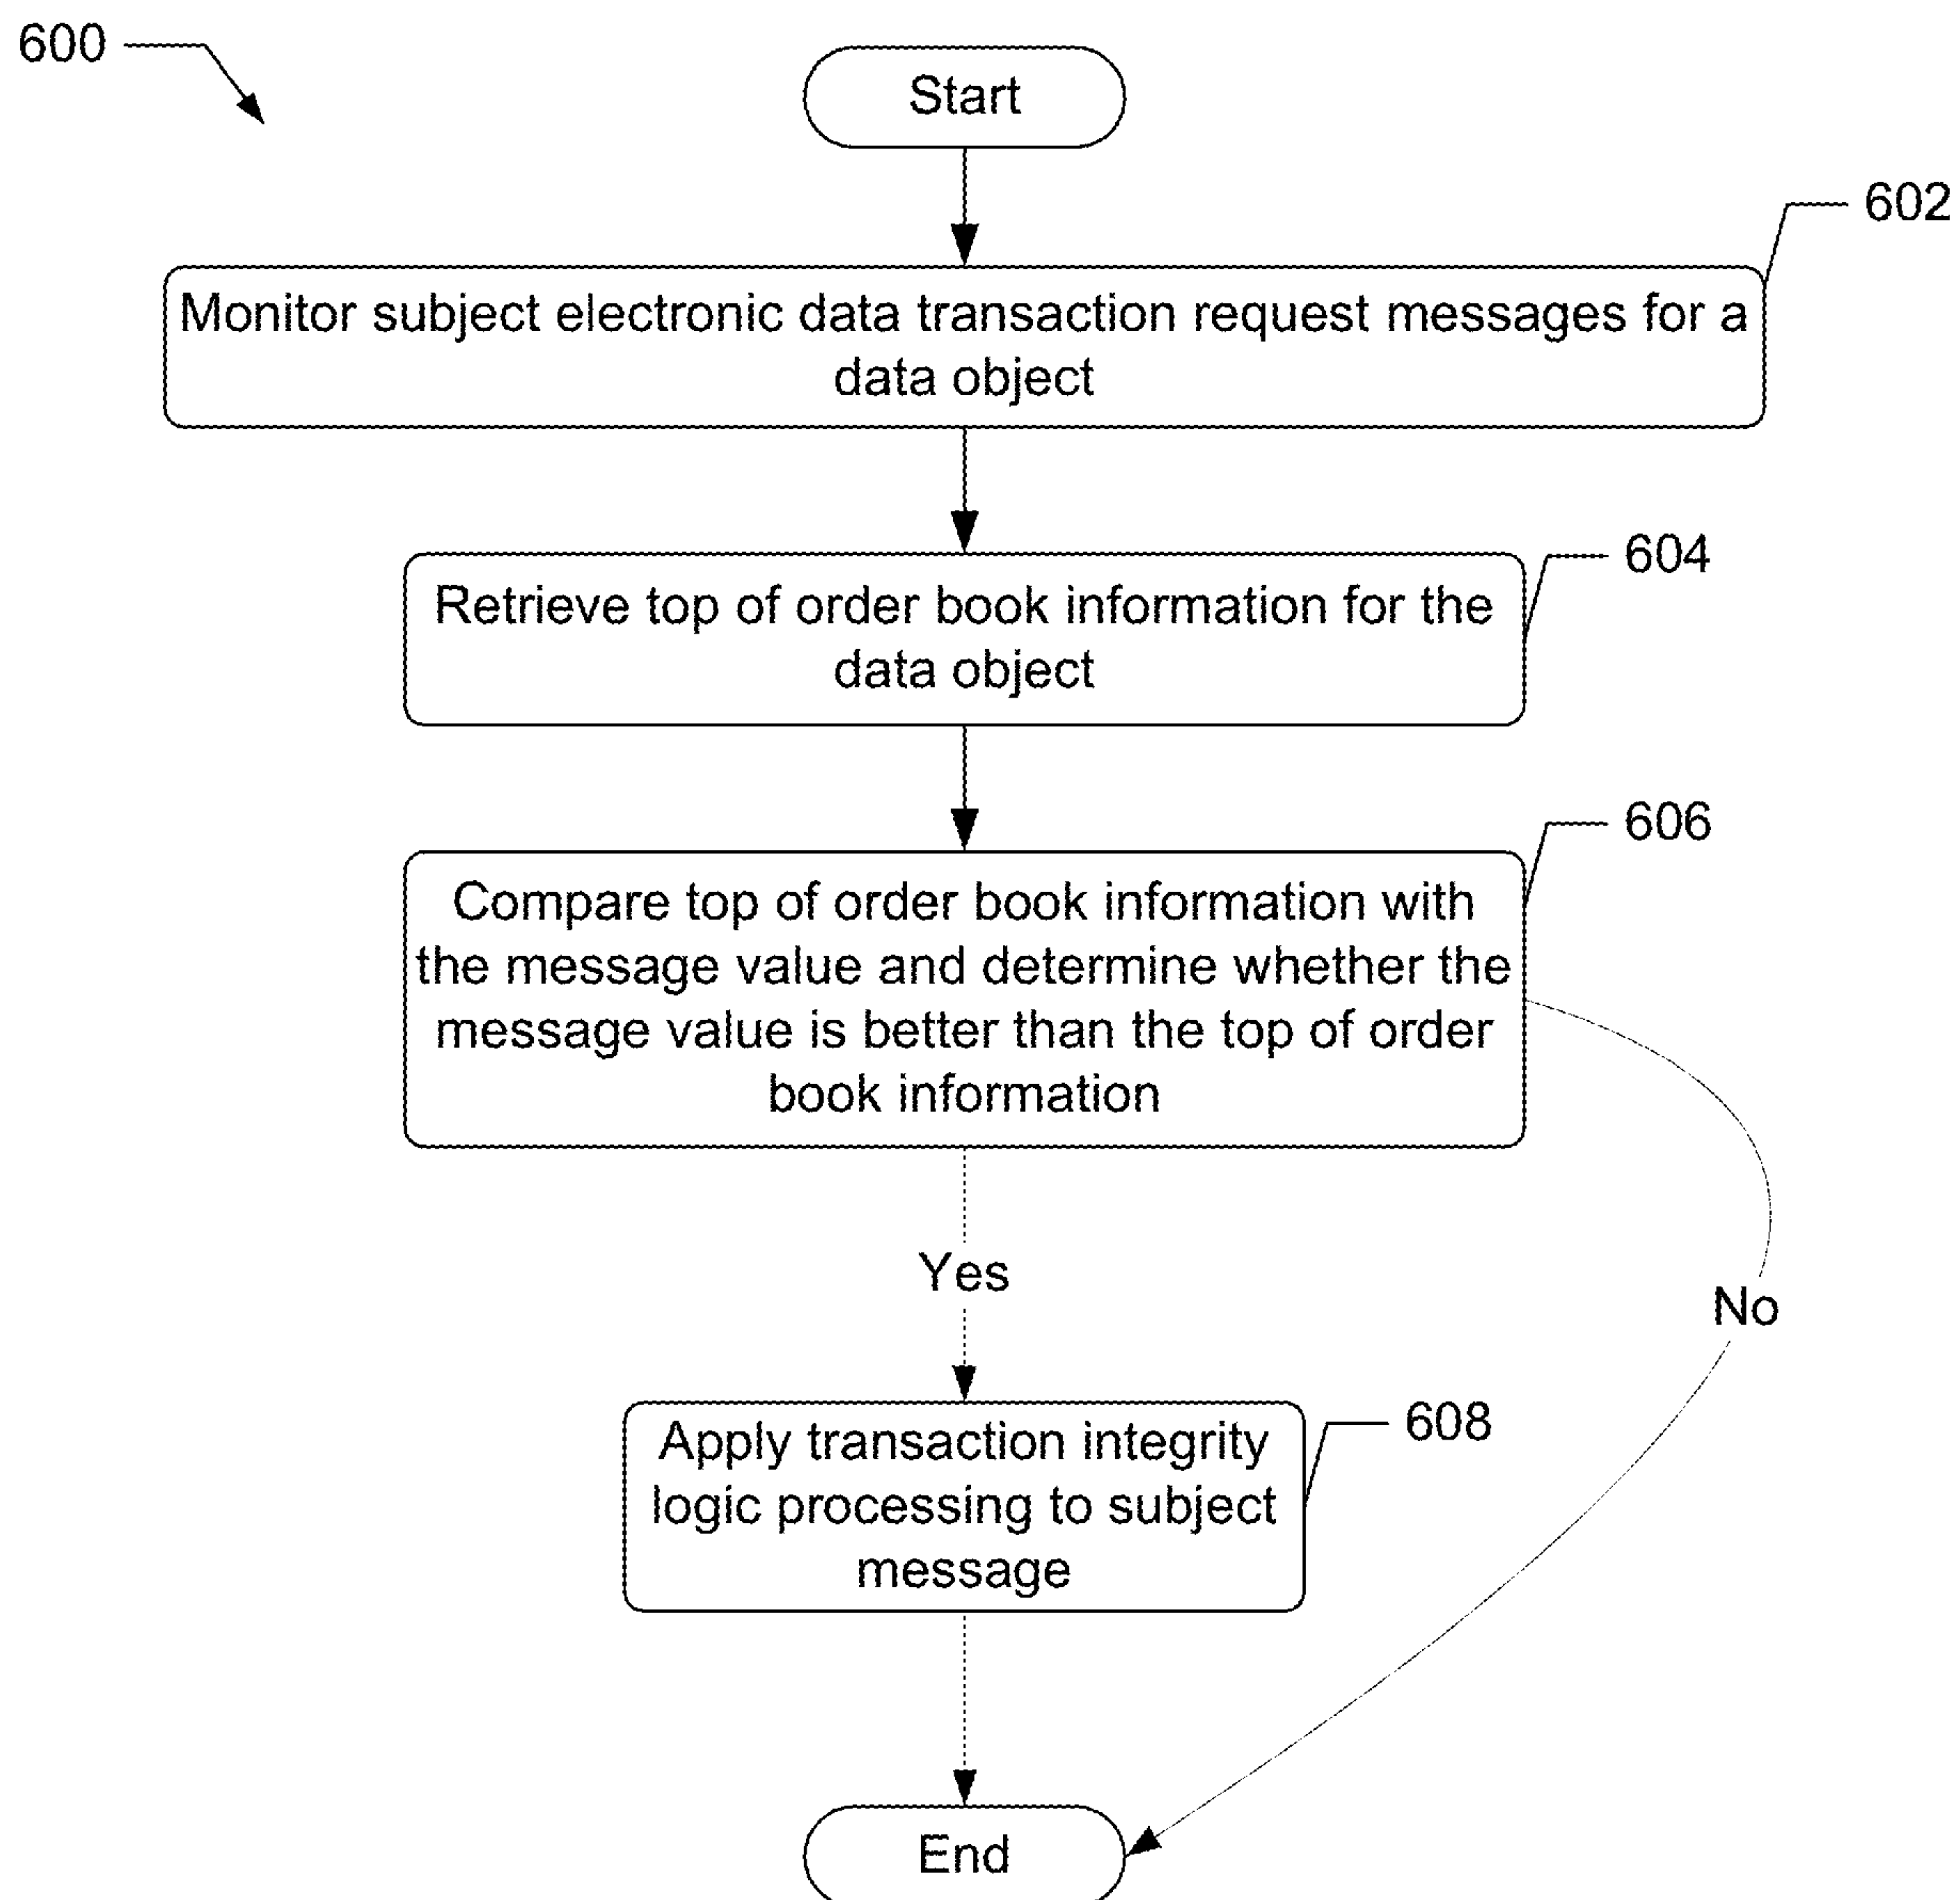 600
Start
602
Monitor subject electronic data transaction request messages for a
data object
604
Retrieve top of order book information for the
data object
606
Compare top of order book information with
the message value and determine whether the
message value is better than the top of order
book information
Yes
No
608
Apply transaction integrity
logic processing to subject
message
End